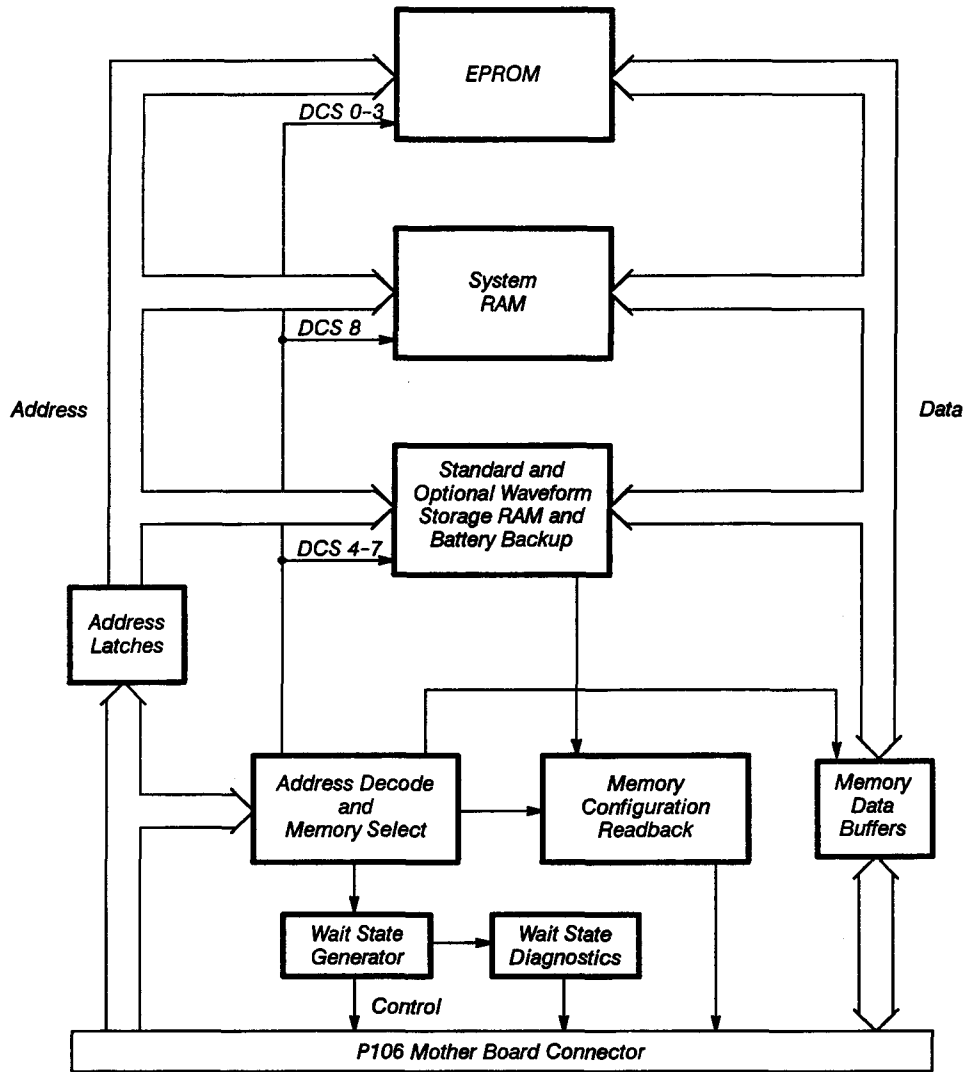 EPROM
DCS 0-3
System
RAM
DCS 8
Address
Data
Standard and
Optional Waveform
Storage RAM and
Battery Backup
DCS 4-7
Address
Latches
Address Decode
and
Memory Select
Memory
Configuration
Readback
Memory
Data
Buffers
Wait State
Generator
Wait State
Diagnostics
Control
P106 Mother Board Connector